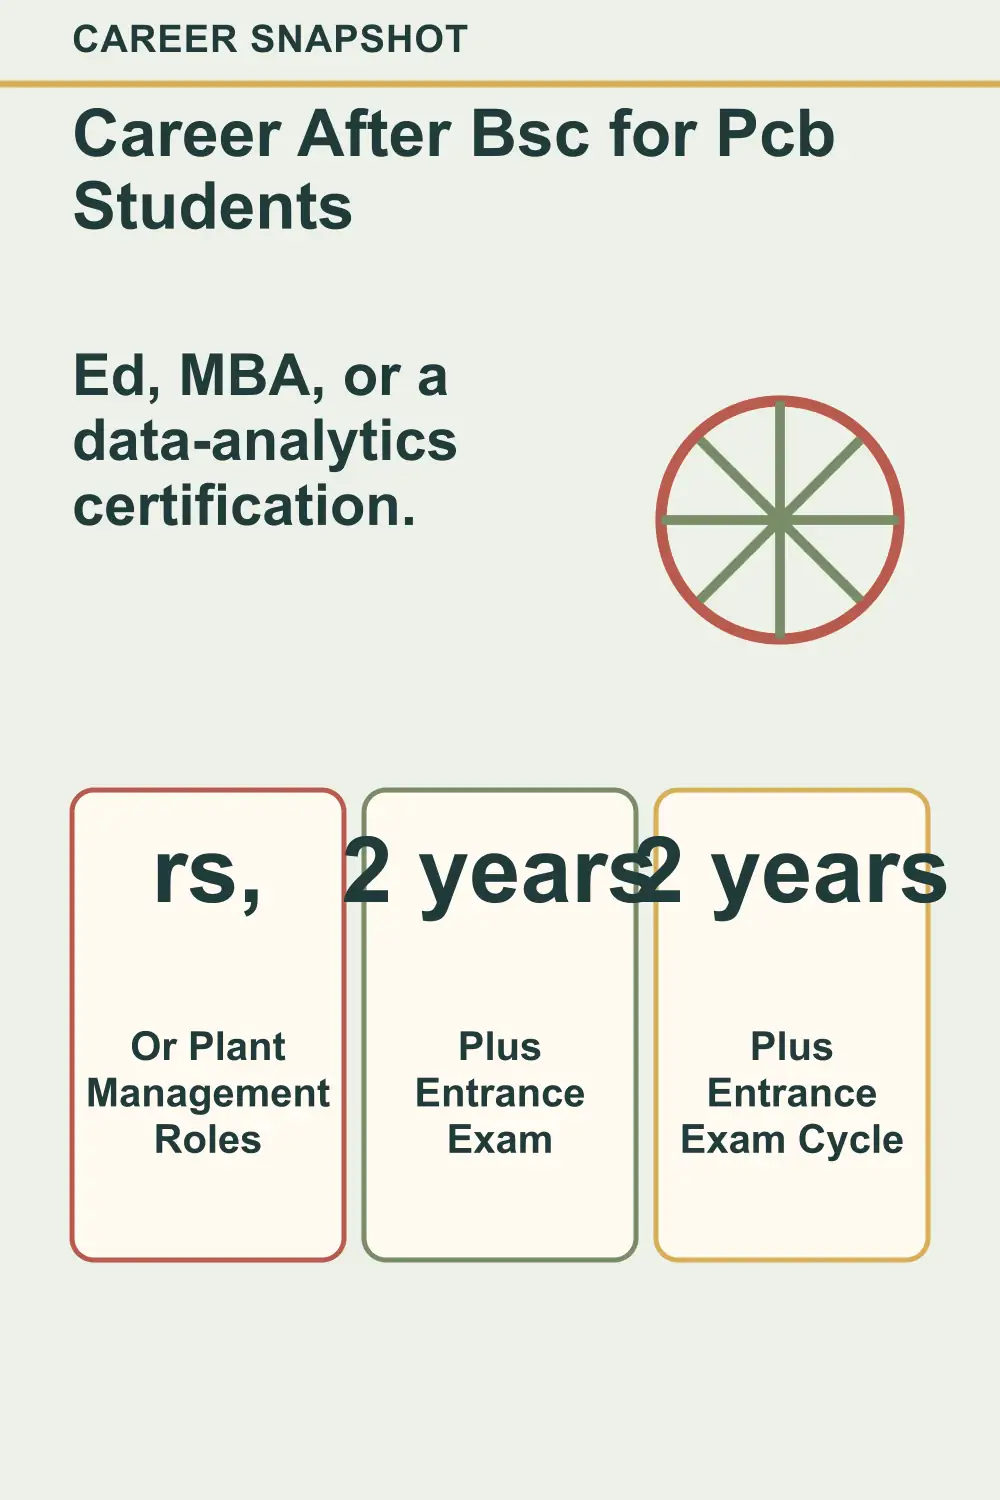 CAREER SNAPSHOT
Career After Bsc for Pcb
Students
Ed, MBA, or a
data-analytics
certification.
rs,
Or Plant
Management
Roles
2 years
Plus
Entrance
Exam
2 years
Plus
Entrance
Exam Cycle